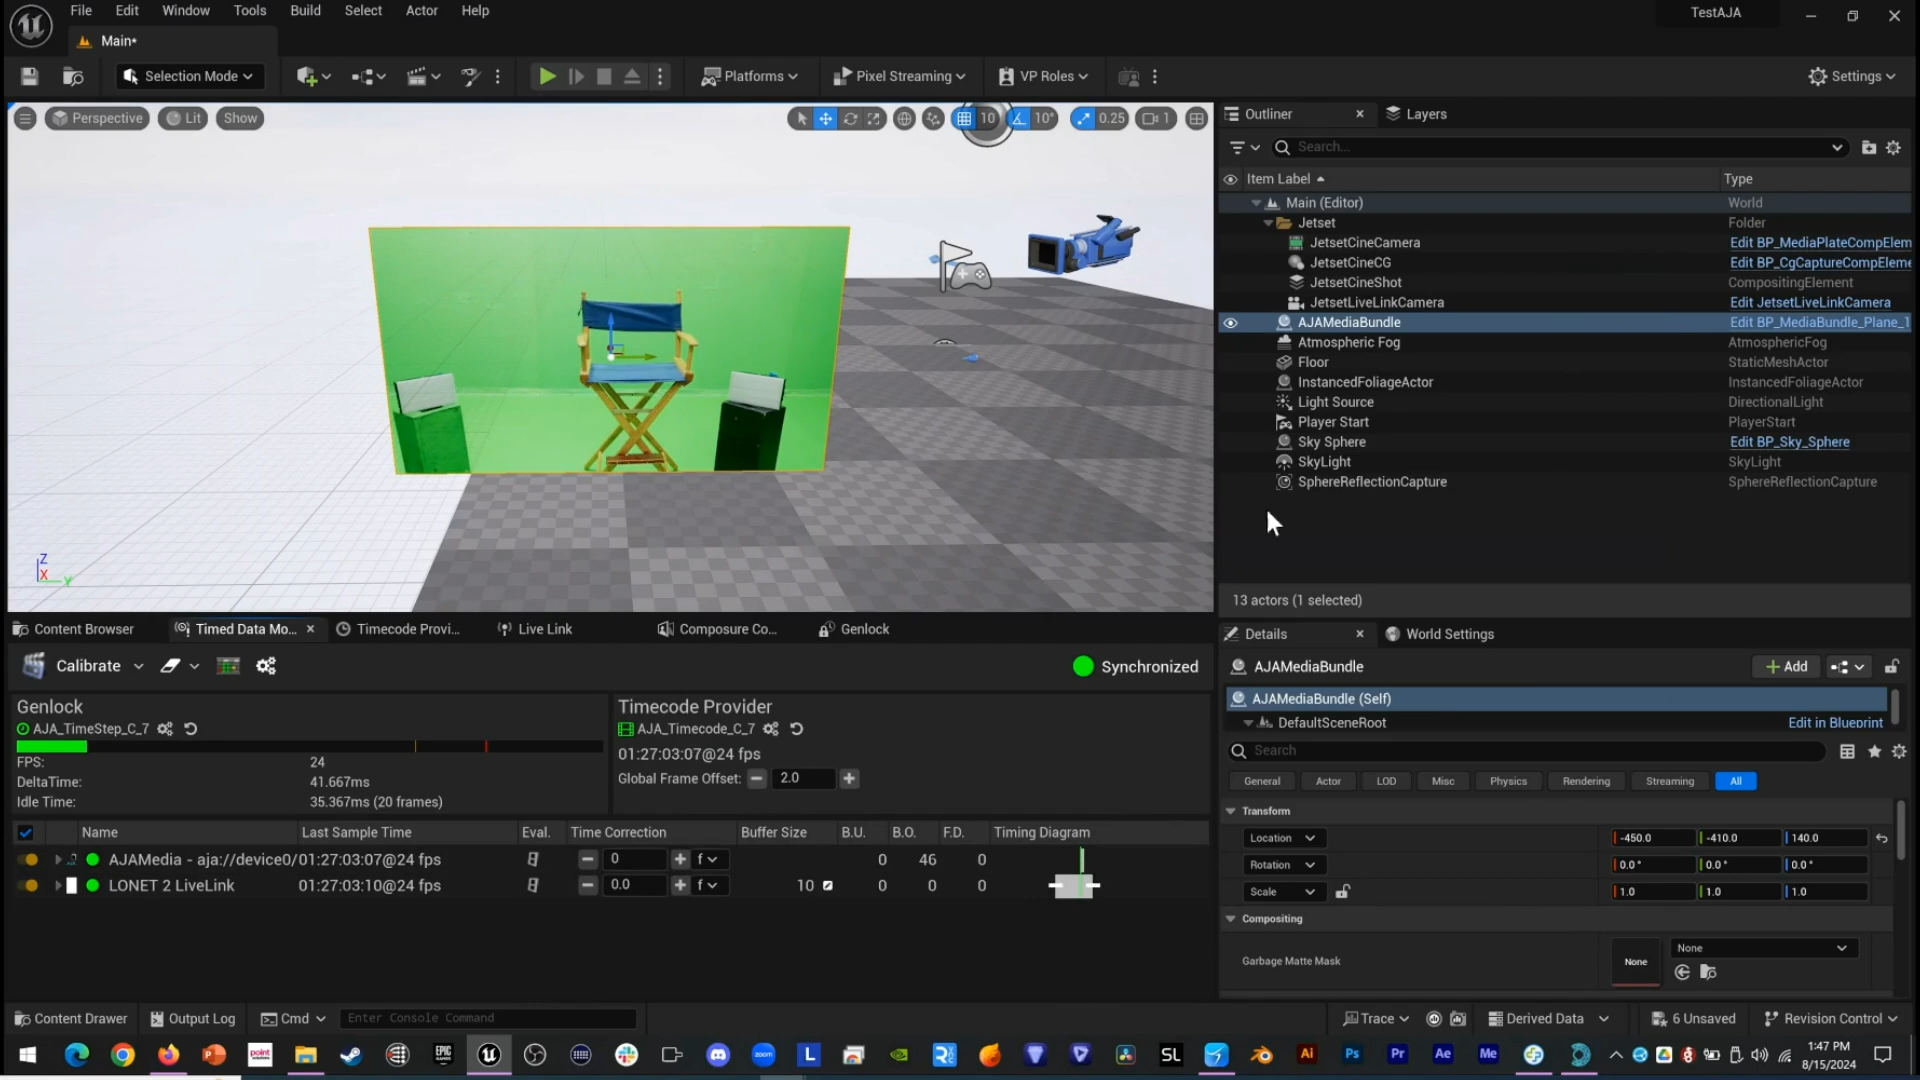 File Edit Window Tools Build Select Actor Help
TestAJA
Main*
Selection Mode
Platforms
Pixel Streaming
VP Roles
Settings
Perspective Lit Show
10 10° 0.25 1
Outliner
Layers
Search...
Item Label Type
Main (Editor) World
Jetset Folder
JetsetCineCamera Edit BP_MediaPlateCompElem
JetsetCineCG Edit BP_CgCaptureCompEleme
JetsetCineShot CompositingElement
JetsetLiveLinkCamera Edit JetsetLiveLinkCamera
AJAMediaBundle Edit BP_MediaBundle_Plane_1
Atmospheric Fog AtmosphericFog
Floor StaticMeshActor
InstancedFoliageActor InstancedFoliageActor
Light Source DirectionalLight
Player Start PlayerStart
Sky Sphere Edit BP_Sky_Sphere
SkyLight SkyLight
SphereReflectionCapture SphereReflectionCapture
13 actors (1 selected)
Z
X Y
Content Browser Timed Data Mo... Timecode Provi... Live Link Composure Co... Genlock
Calibrate
Synchronized
Genlock
AJA_TimeStep_C_7
FPS: 24
DeltaTime: 41.667ms
Idle Time: 35.367ms (20 frames)
Timecode Provider
AJA_Timecode_C_7
01:27:03:07@24 fps
Global Frame Offset: 2.0
Name Last Sample Time Eval. Time Correction Buffer Size B.U. B.O. F.D. Timing Diagram
AJAMedia - aja://device0/ 01:27:03:07@24 fps 0 f 0 46 0
LONET 2 LiveLink 01:27:03:10@24 fps 0.0 f 10 0 0 0
Details
World Settings
AJAMediaBundle
Add
AJAMediaBundle (Self)
DefaultSceneRoot Edit in Blueprint
Search
General Actor LOD Misc Physics Rendering Streaming All
Transform
Location -450.0 -410.0 140.0
Rotation 0.0° 0.0° 0.0°
Scale 1.0 1.0 1.0
Compositing
Garbage Matte Mask None None
Content Drawer Output Log Cmd Enter Console Command
Trace Derived Data 6 Unsaved Revision Control
point EPIC GAMES zoom L SL Ai Ps Pr Ae Me
1:47 PM
8/15/2024